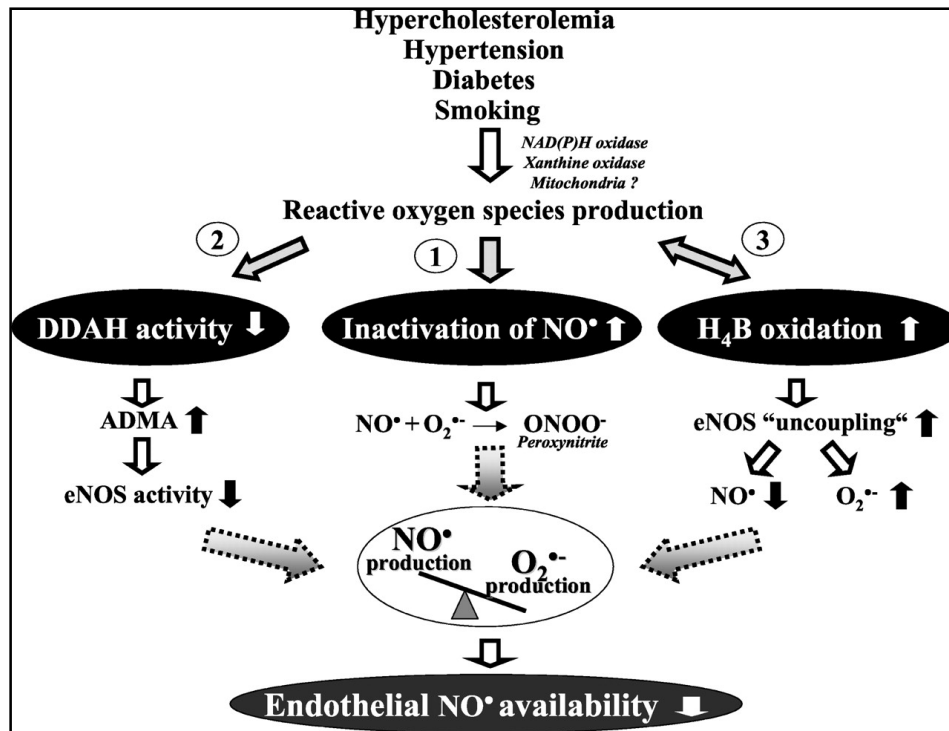 Hypercholesterolemia
Hypertension
Diabetes
Smoking
NAD(P)H oxidase
Xanthine oxidase
Mitochondria ?
Reactive oxygen species production
2
1
3
DDAH activity
Inactivation of NO•
H₄B oxidation
ADMA
eNOS activity
NO• + O₂•- → ONOO-
Peroxynitrite
eNOS “uncoupling“
NO•
O₂•-
NO•
production
O₂•-
production
Endothelial NO• availability